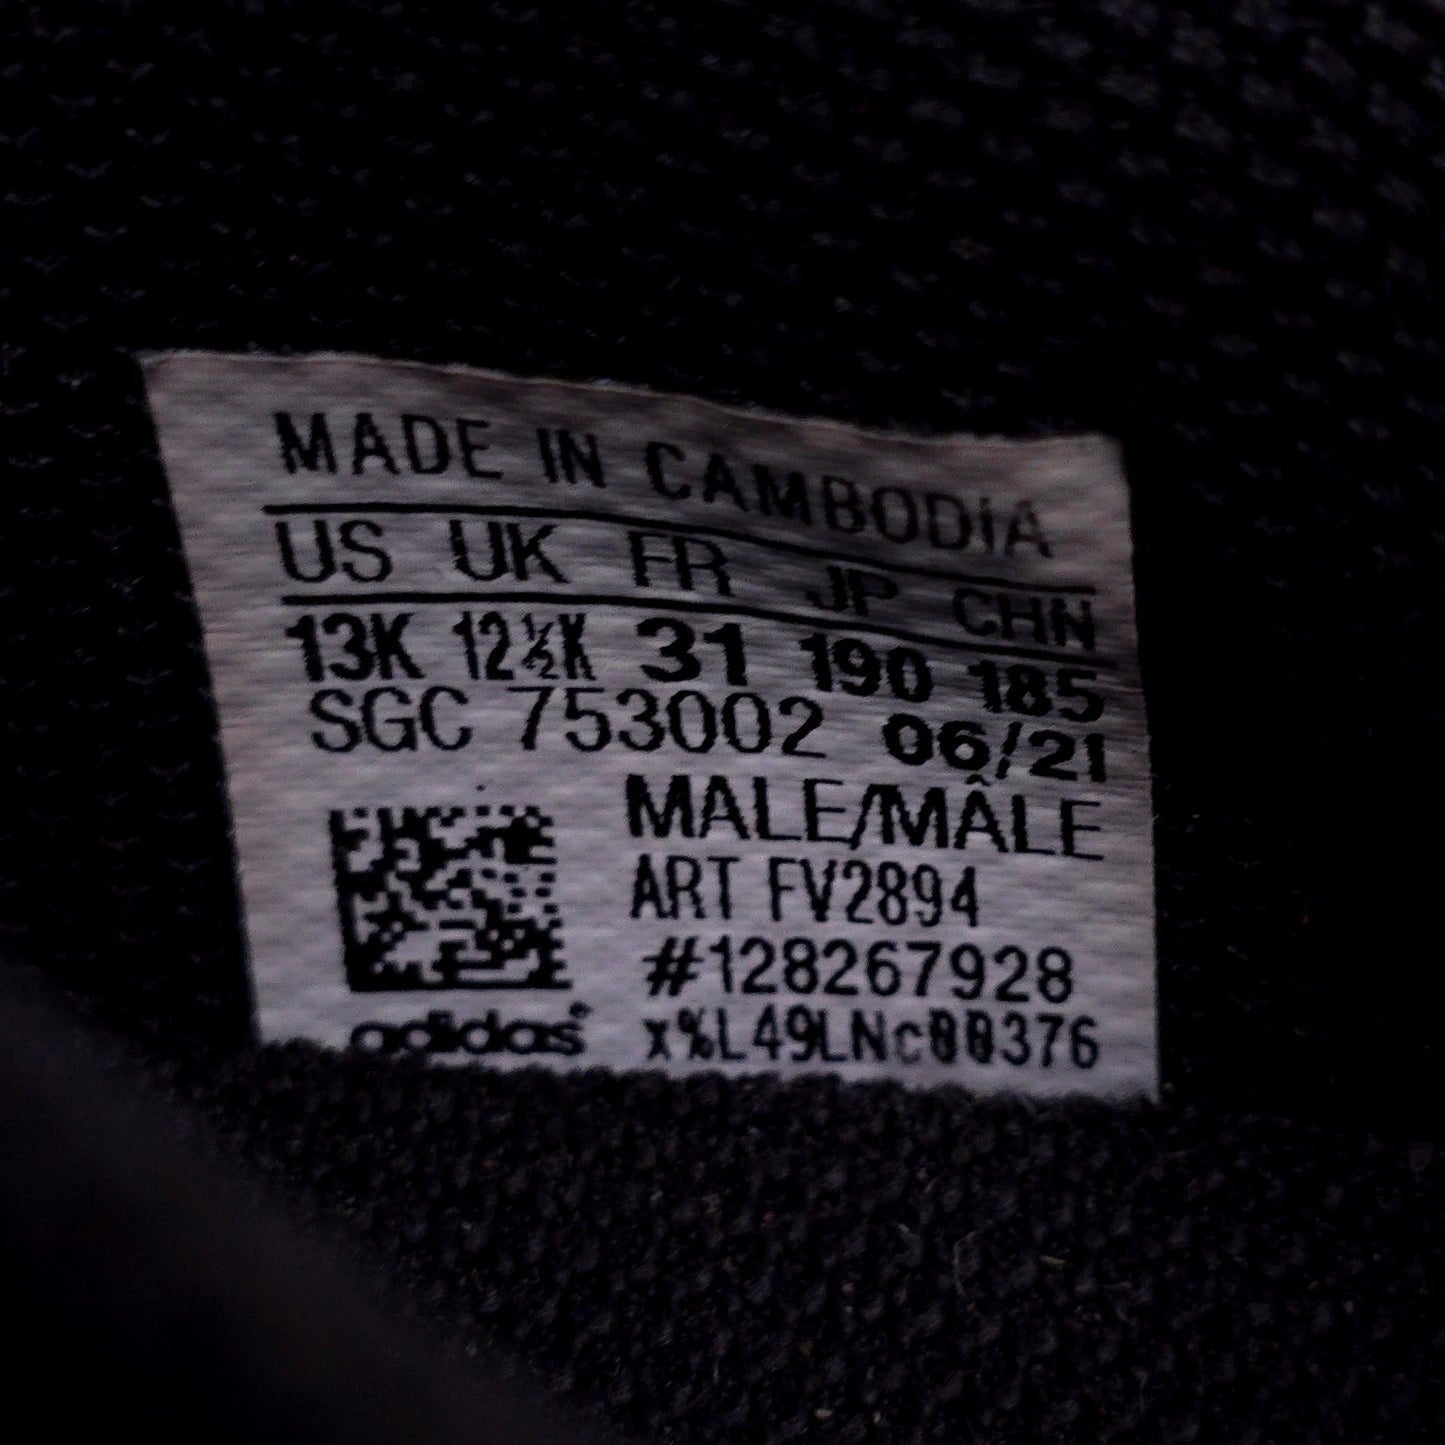 MADE IN CAMBODiA
US UK FR JP CHN
13K 12½K 31 190 185
SGC 753002 06/21
MALE/MÂLE
ART FV2894
#128267928
adidas® x%L49LNc00376